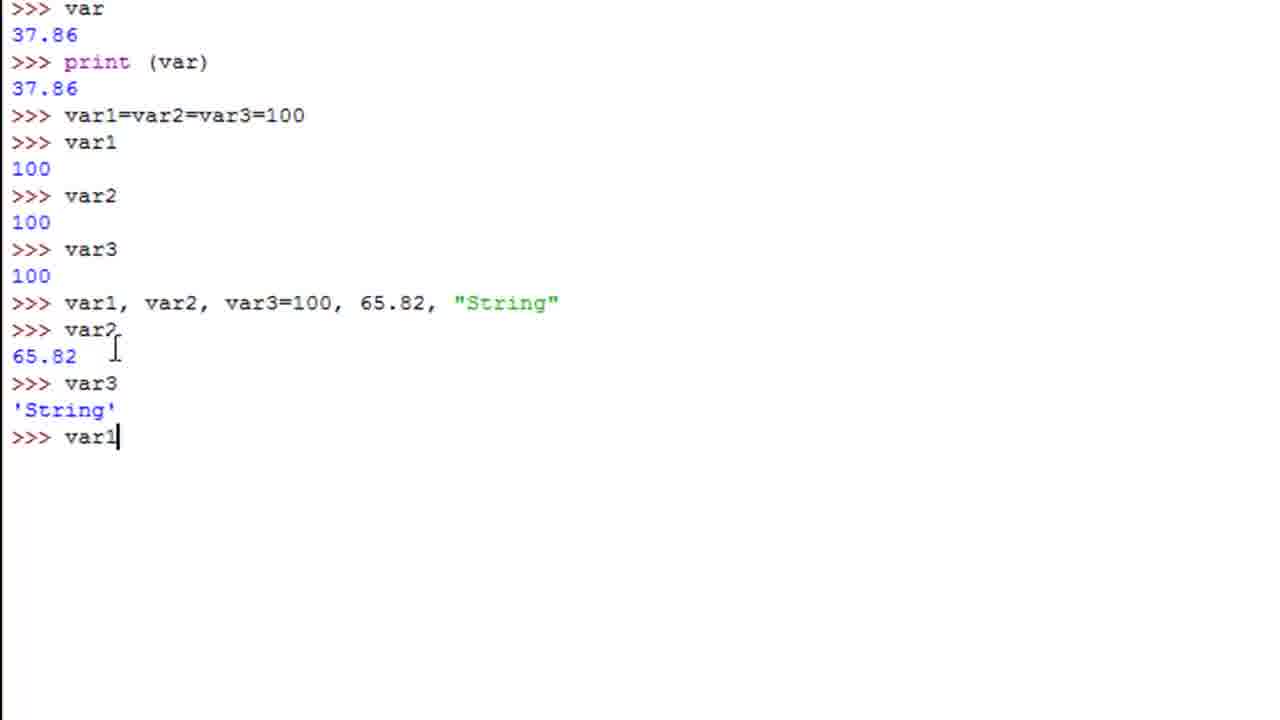 >>> var
37.86
>>> print (var)
37.86
>>> var1=var2=var3=100
>>> var1
100
>>> var2
100
>>> var3
100
>>> var1, var2, var3=100, 65.82, "String"
>>> var2
65.82
>>> var3
'String'
>>> var1